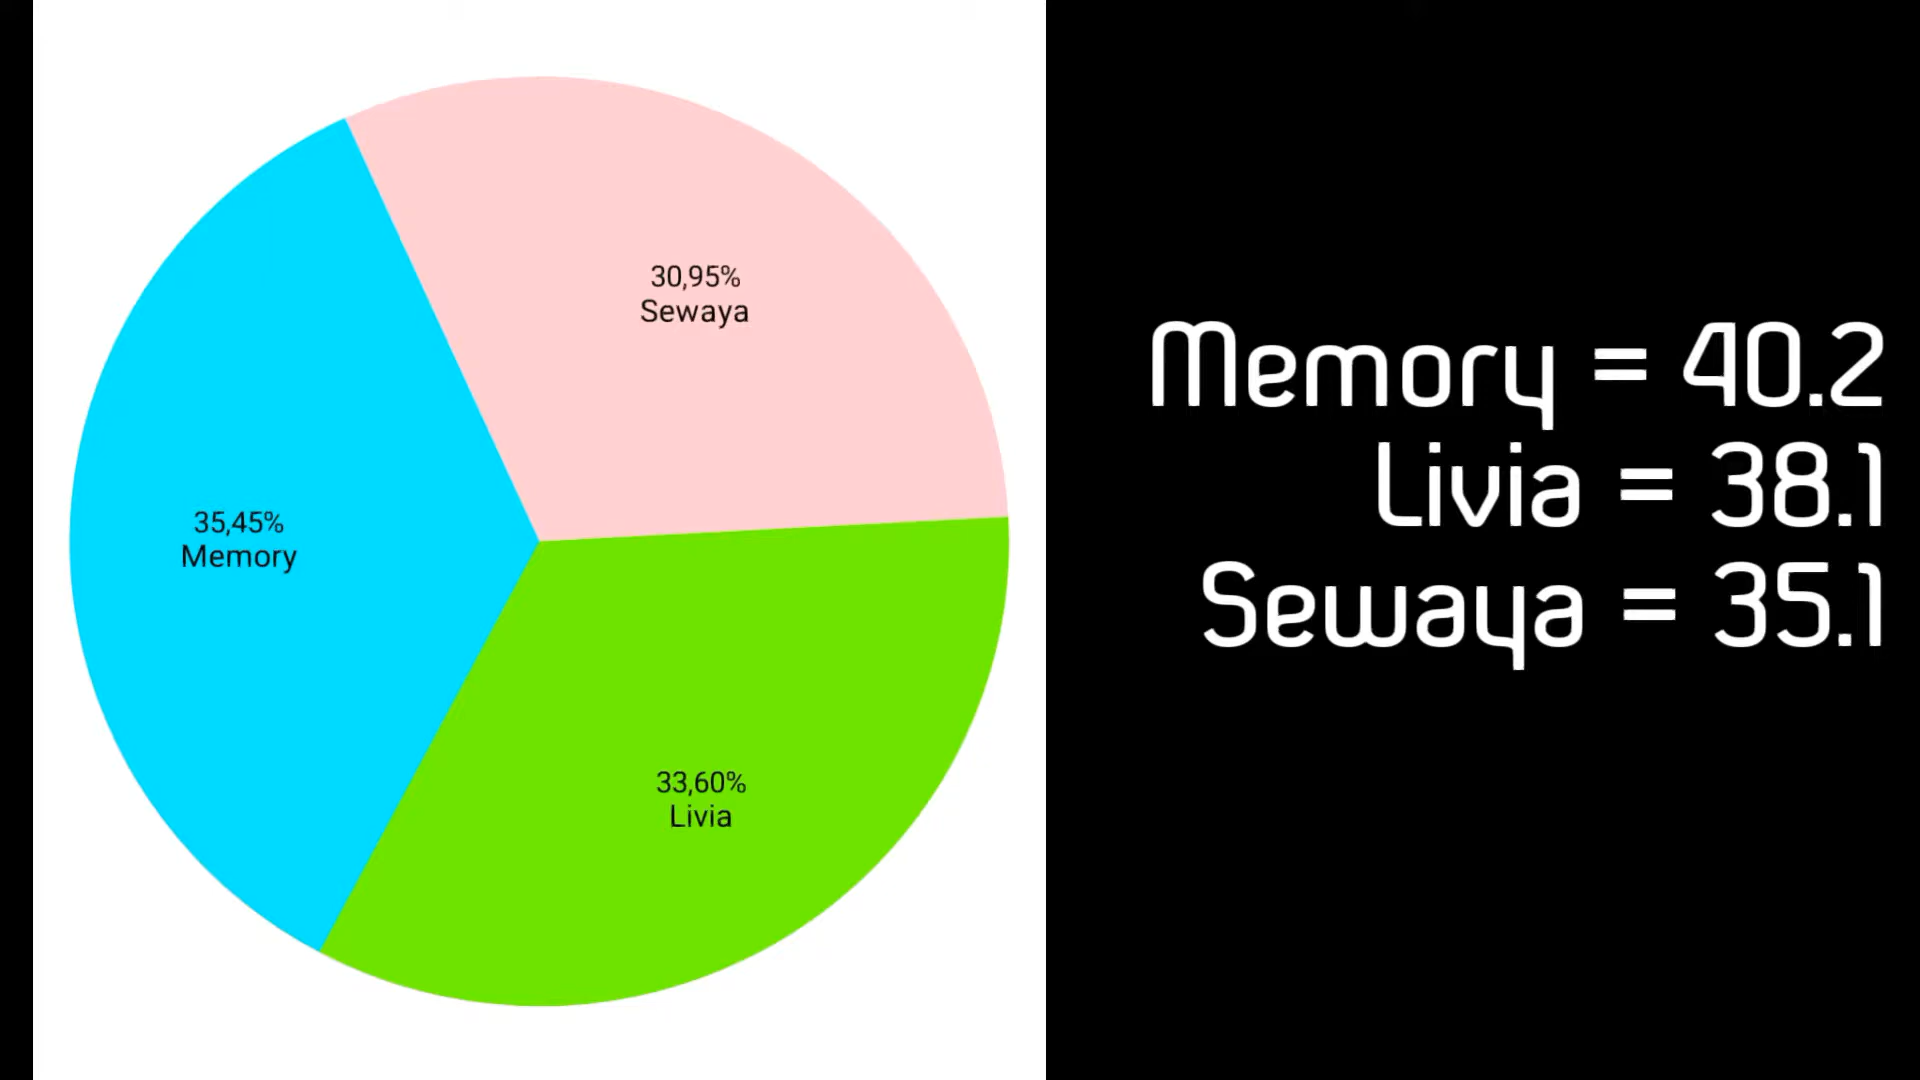 30,95%
Sewaya
35,45%
Memory
33,60%
Livia
Memory = 40.2
Livia = 38.1
Sewaya = 35.1